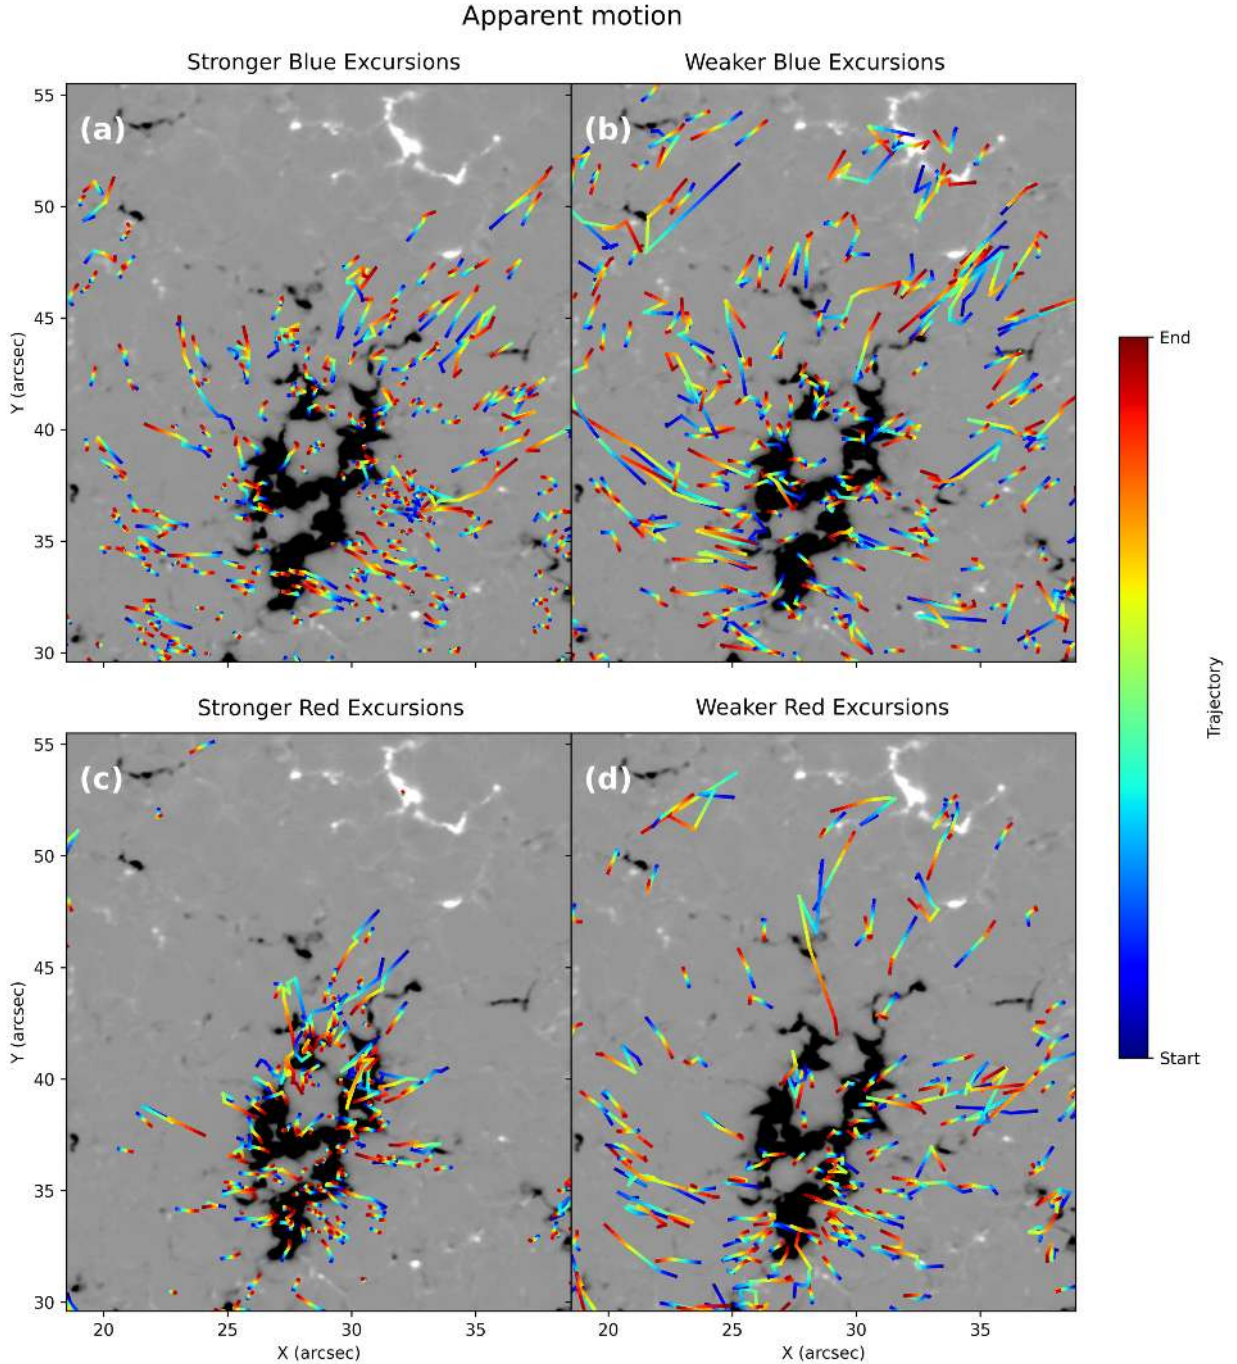 Apparent motion
Stronger Blue Excursions
Weaker Blue Excursions
(a)
(b)
55
50
45
40
35
30
Y (arcsec)
End
Trajectory
Start
Stronger Red Excursions
Weaker Red Excursions
(c)
(d)
55
50
45
40
35
30
Y (arcsec)
20 25 30 35
20 25 30 35
X (arcsec)
X (arcsec)